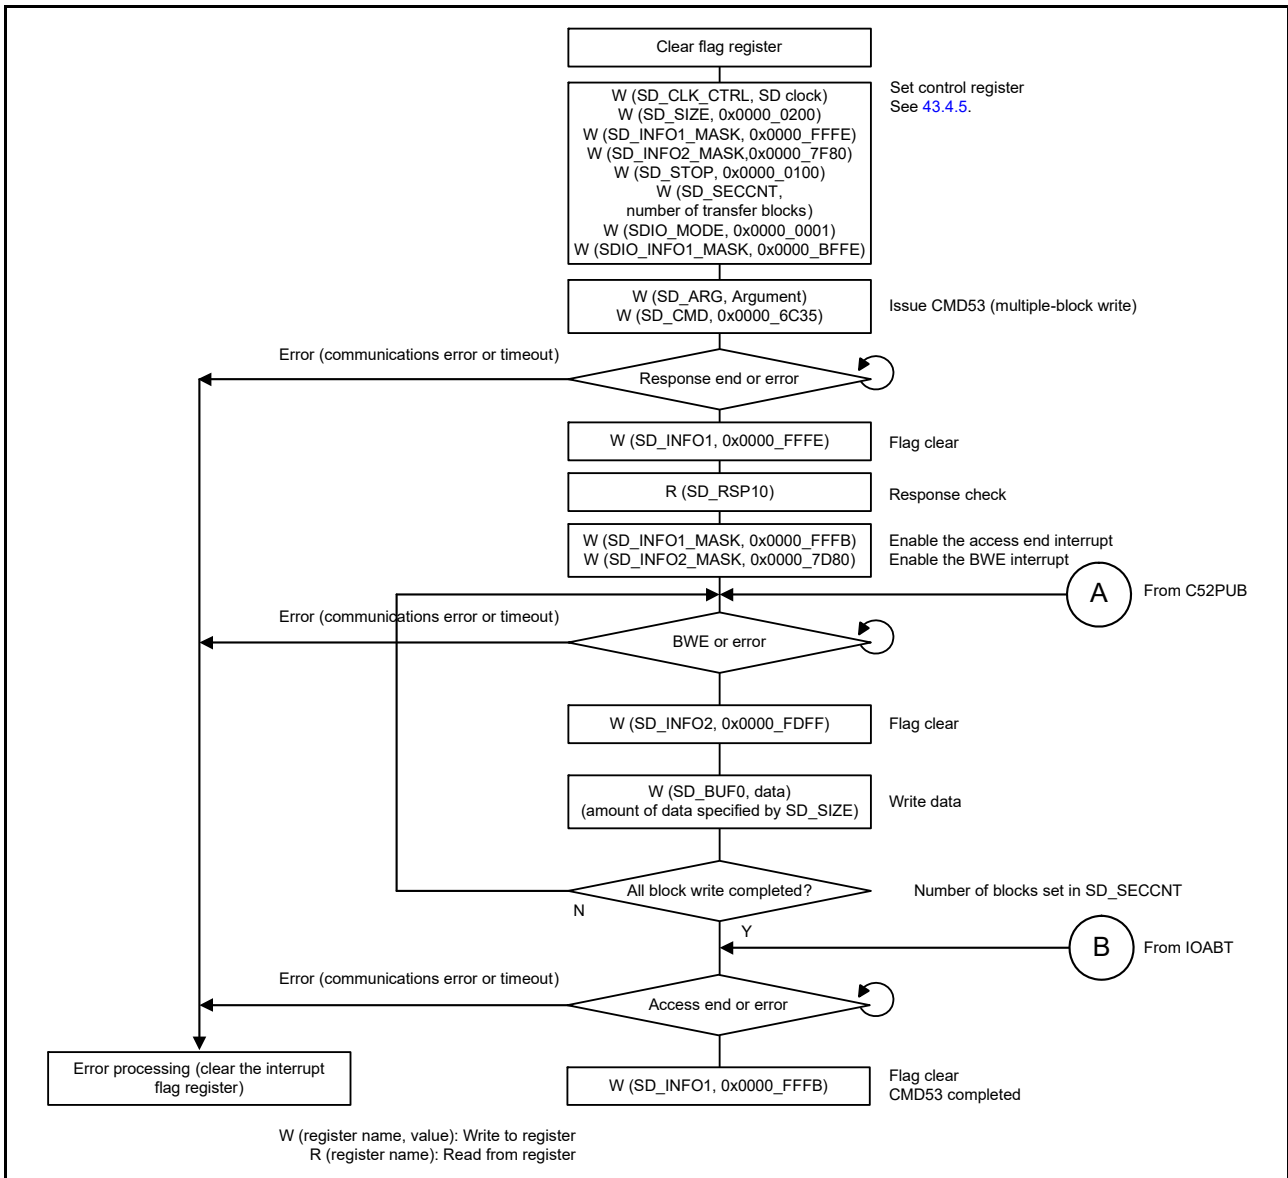 Clear flag register
W (SD_CLK_CTRL, SD clock)
W (SD_SIZE, 0x0000_0200)
W (SD_INFO1_MASK, 0x0000_FFFE)
W (SD_INFO2_MASK,0x0000_7F80)
W (SD_STOP, 0x0000_0100)
W (SD_SECCNT,
number of transfer blocks)
W (SDIO_MODE, 0x0000_0001)
W (SDIO_INFO1_MASK, 0x0000_BFFE)
Set control register
See 43.4.5.
W (SD_ARG, Argument)
W (SD_CMD, 0x0000_6C35)
Issue CMD53 (multiple-block write)
Error (communications error or timeout)
Response end or error
W (SD_INFO1, 0x0000_FFFE)
Flag clear
R (SD_RSP10)
Response check
W (SD_INFO1_MASK, 0x0000_FFFB)
W (SD_INFO2_MASK, 0x0000_7D80)
Enable the access end interrupt
Enable the BWE interrupt
A
From C52PUB
Error (communications error or timeout)
BWE or error
W (SD_INFO2, 0x0000_FDFF)
Flag clear
W (SD_BUF0, data)
(amount of data specified by SD_SIZE)
Write data
All block write completed?
Number of blocks set in SD_SECCNT
N
Y
B
From IOABT
Error (communications error or timeout)
Access end or error
Error processing (clear the interrupt
flag register)
W (SD_INFO1, 0x0000_FFFB)
Flag clear
CMD53 completed
W (register name, value): Write to register
R (register name): Read from register